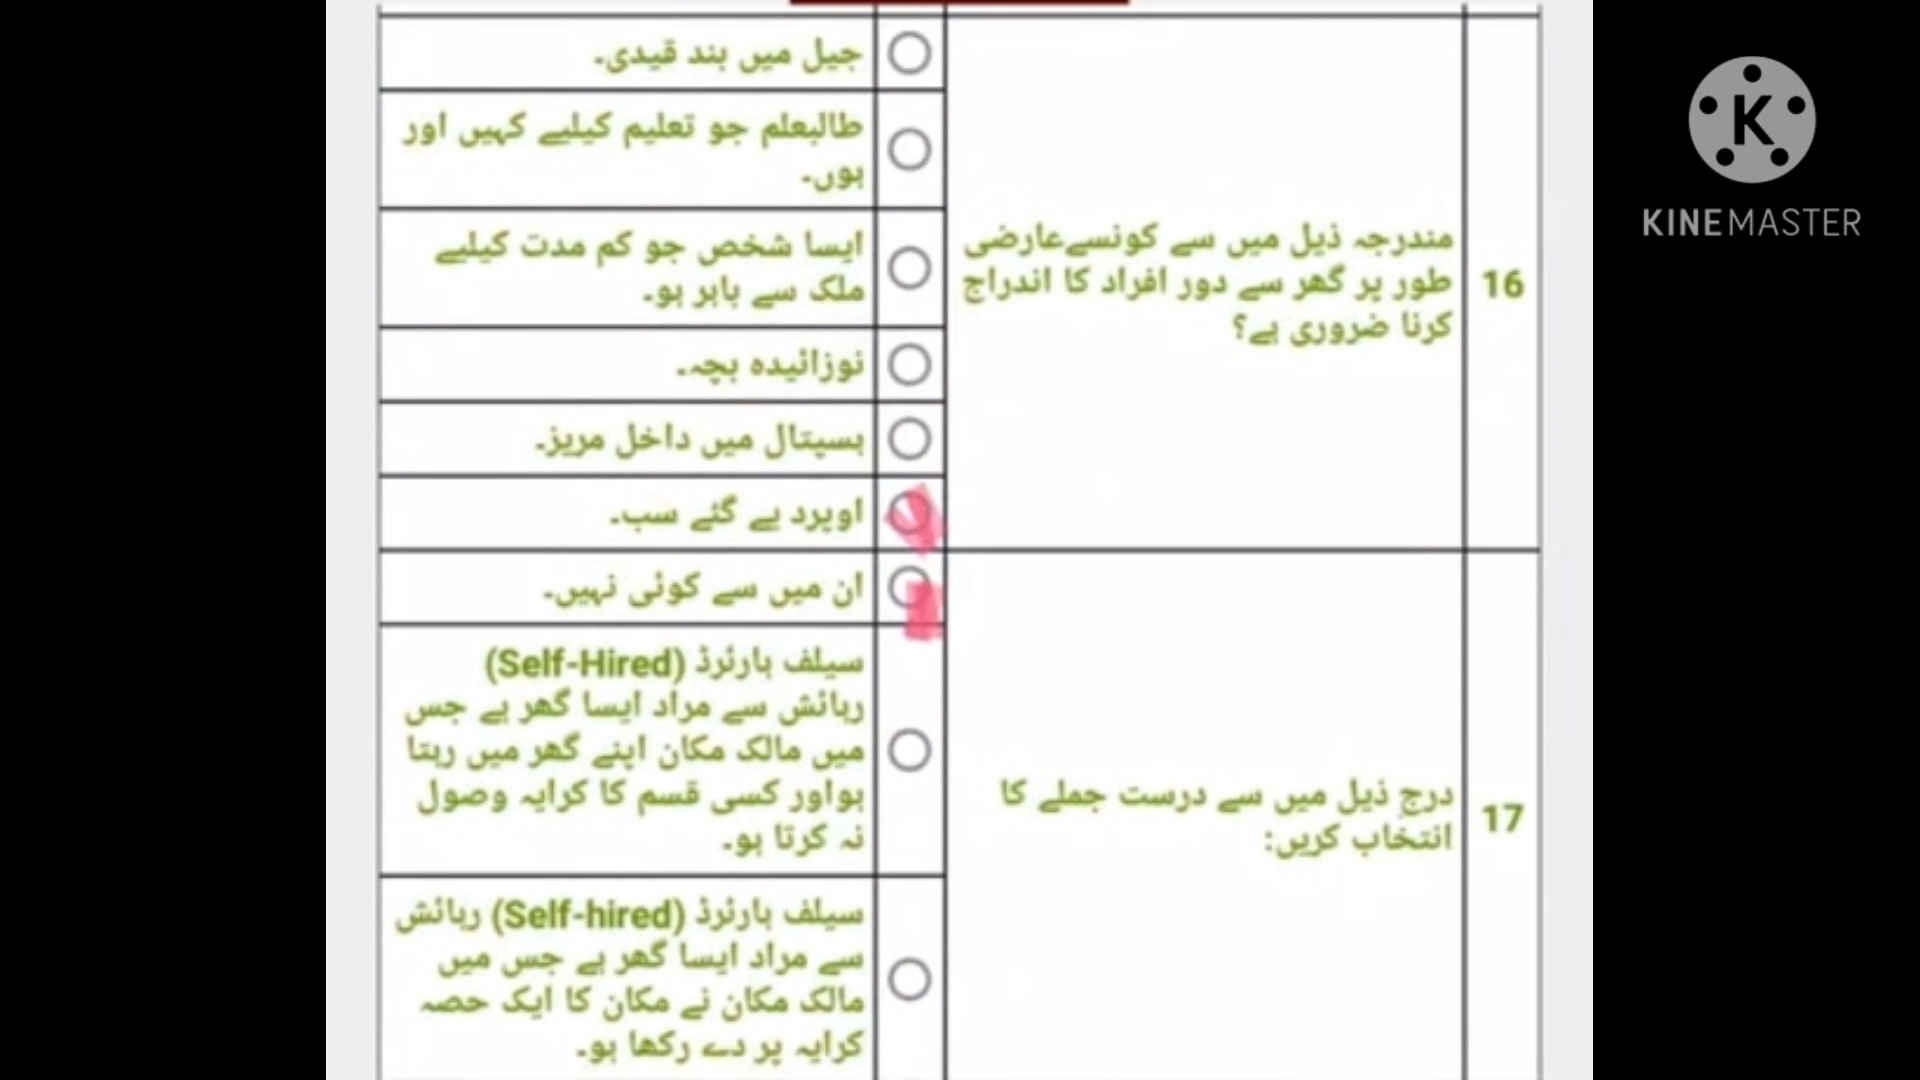 جیل میں بند قیدی۔
طالبعلم جو تعلیم کیلیے کہیں اور
ہوں۔
ایسا شخص جو کم مدت کیلیے
ملک سے باہر ہو۔
نوزائیدہ بچہ۔
ہسپتال میں داخل مریز۔
اوپرد یے گئے سب۔
16
مندرجہ ذیل میں سے کونسےعارضی
طور پر گھر سے دور افراد کا اندراج
کرنا ضروری ہے؟
ان میں سے کوئی نہیں۔
17
درج ذیل میں سے درست جملے کا
انتخاب کریں:
سیلف ہارئرڈ (Self-Hired)
رہائش سے مراد ایسا گھر ہے جس
میں مالک مکان اپنے گھر میں رہتا
ہواور کسی قسم کا کرایہ وصول
نہ کرتا ہو۔
سیلف ہارئرڈ (Self-hired) رہائش
سے مراد ایسا گھر ہے جس میں
مالک مکان نے مکان کا ایک حصہ
کرایہ پر دے رکھا ہو۔
K
KINEMASTER